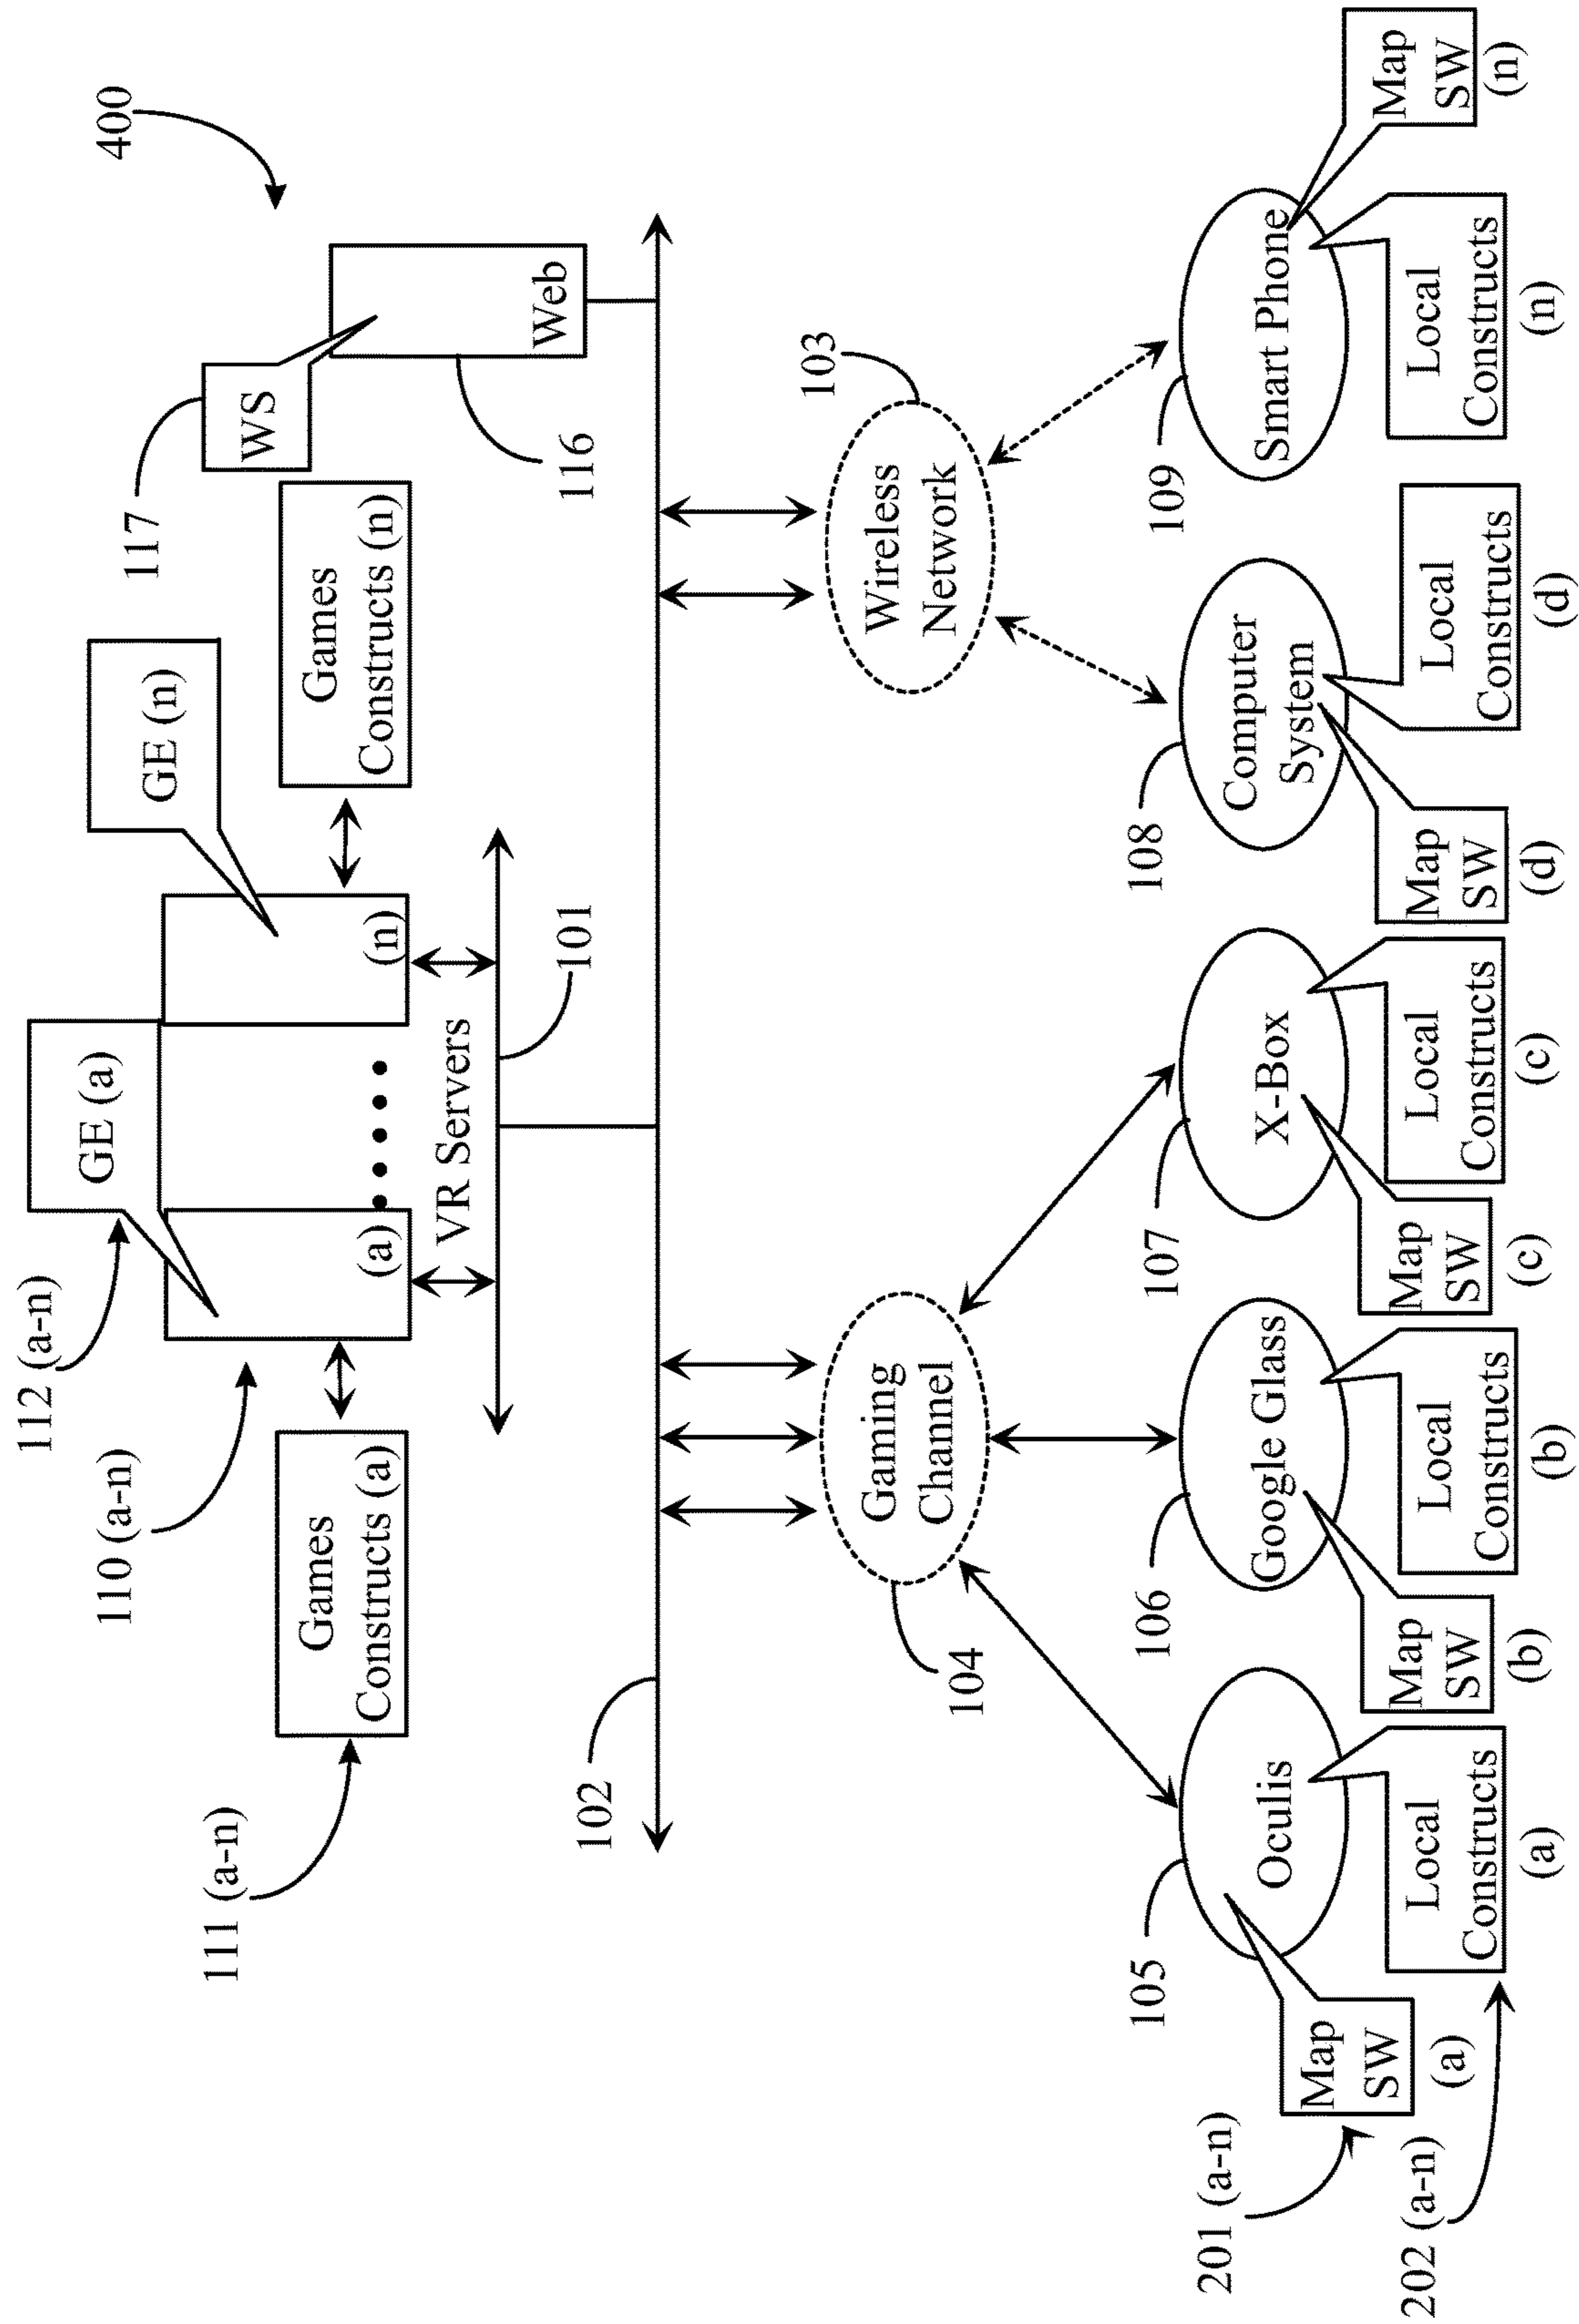 400
117
WS
Web
116
112 (a-n)
GE (a)
GE (n)
110 (a-n)
(a)
(n)
111 (a-n)
Games
Constructs (a)
Games
Constructs (n)
VR Servers
101
102
104
Gaming
Channel
103
Wireless
Network
105
Oculis
106
Google Glass
107
X-Box
108
Computer
System
109
Smart Phone
201 (a-n)
Map
SW
(a)
Map
SW
(b)
Map
SW
(c)
Map
SW
(d)
Map
SW
(n)
202 (a-n)
Local
Constructs
(a)
Local
Constructs
(b)
Local
Constructs
(c)
Local
Constructs
(d)
Local
Constructs
(n)